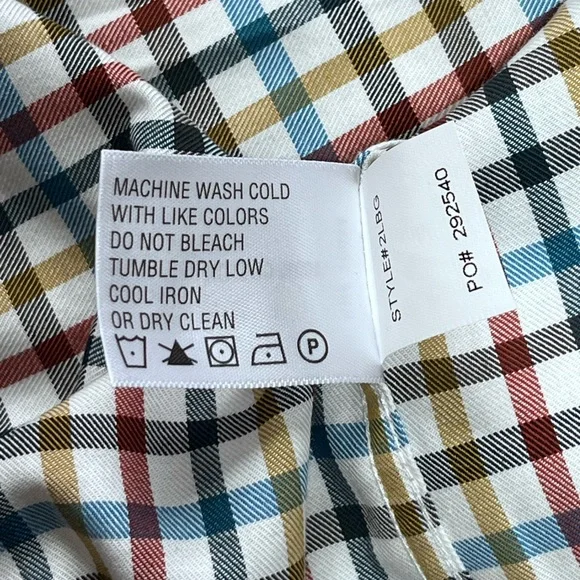 MACHINE WASH COLD
WITH LIKE COLORS
DO NOT BLEACH
TUMBLE DRY LOW
COOL IRON
OR DRY CLEAN
P
STYLE#2LBG
PO# 292540